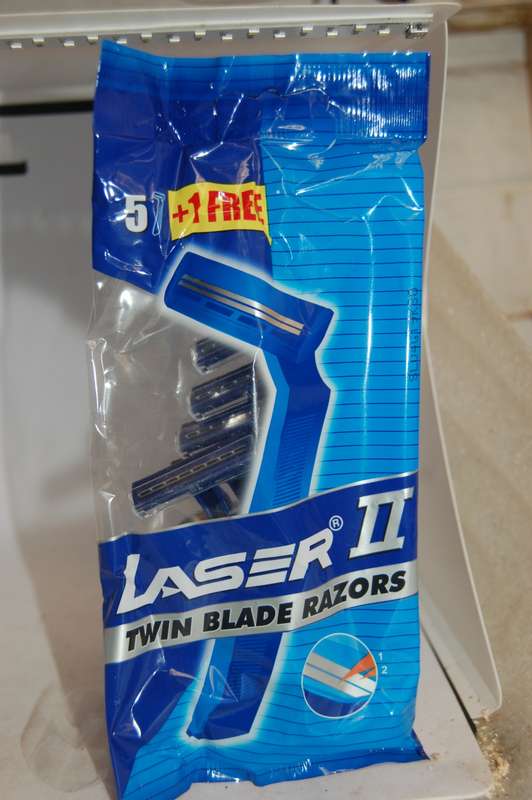 5 +1 FREE
LASER® II
TWIN BLADE RAZORS
1
2